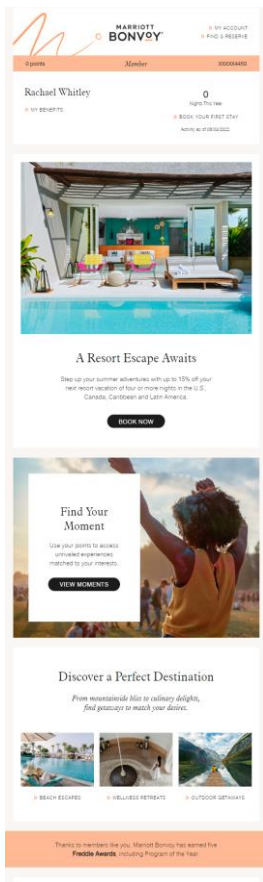 MARRIOTT
BONVOY
MY ACCOUNT
FIND & RESERVE
0 points
Member
XXXXX4450
Rachael Whitley
MY BENEFITS
0
Nights This Year
BOOK YOUR FIRST STAY
Activity as of
A Resort Escape Awaits
Step up your summer adventures with up to 15% off your
next resort vacation of four or more nights in the U.S.,
Canada, Caribbean and Latin America.
BOOK NOW
Find Your
Moment
Use your points to access
unrivaled experiences
matched to your interests.
VIEW MOMENTS
Discover a Perfect Destination
From mountainside bliss to culinary delights,
find getaways to match your desires.
BEACH ESCAPES
WELLNESS RETREATS
OUTDOOR GETAWAYS
Thanks to members like you, Marriott Bonvoy has earned five
Freddie Awards, including Program of the Year.